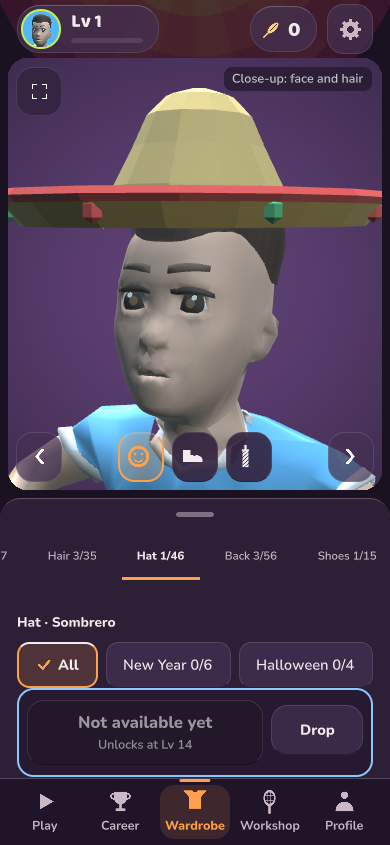 Lv 1
0
Close-up: face and hair
7
Hair 3/35
Hat 1/46
Back 3/56
Shoes 1/15
Hat · Sombrero
All
New Year 0/6
Halloween 0/4
Not available yet
Unlocks at Lv 14
Drop
Play
Career
Wardrobe
Workshop
Profile